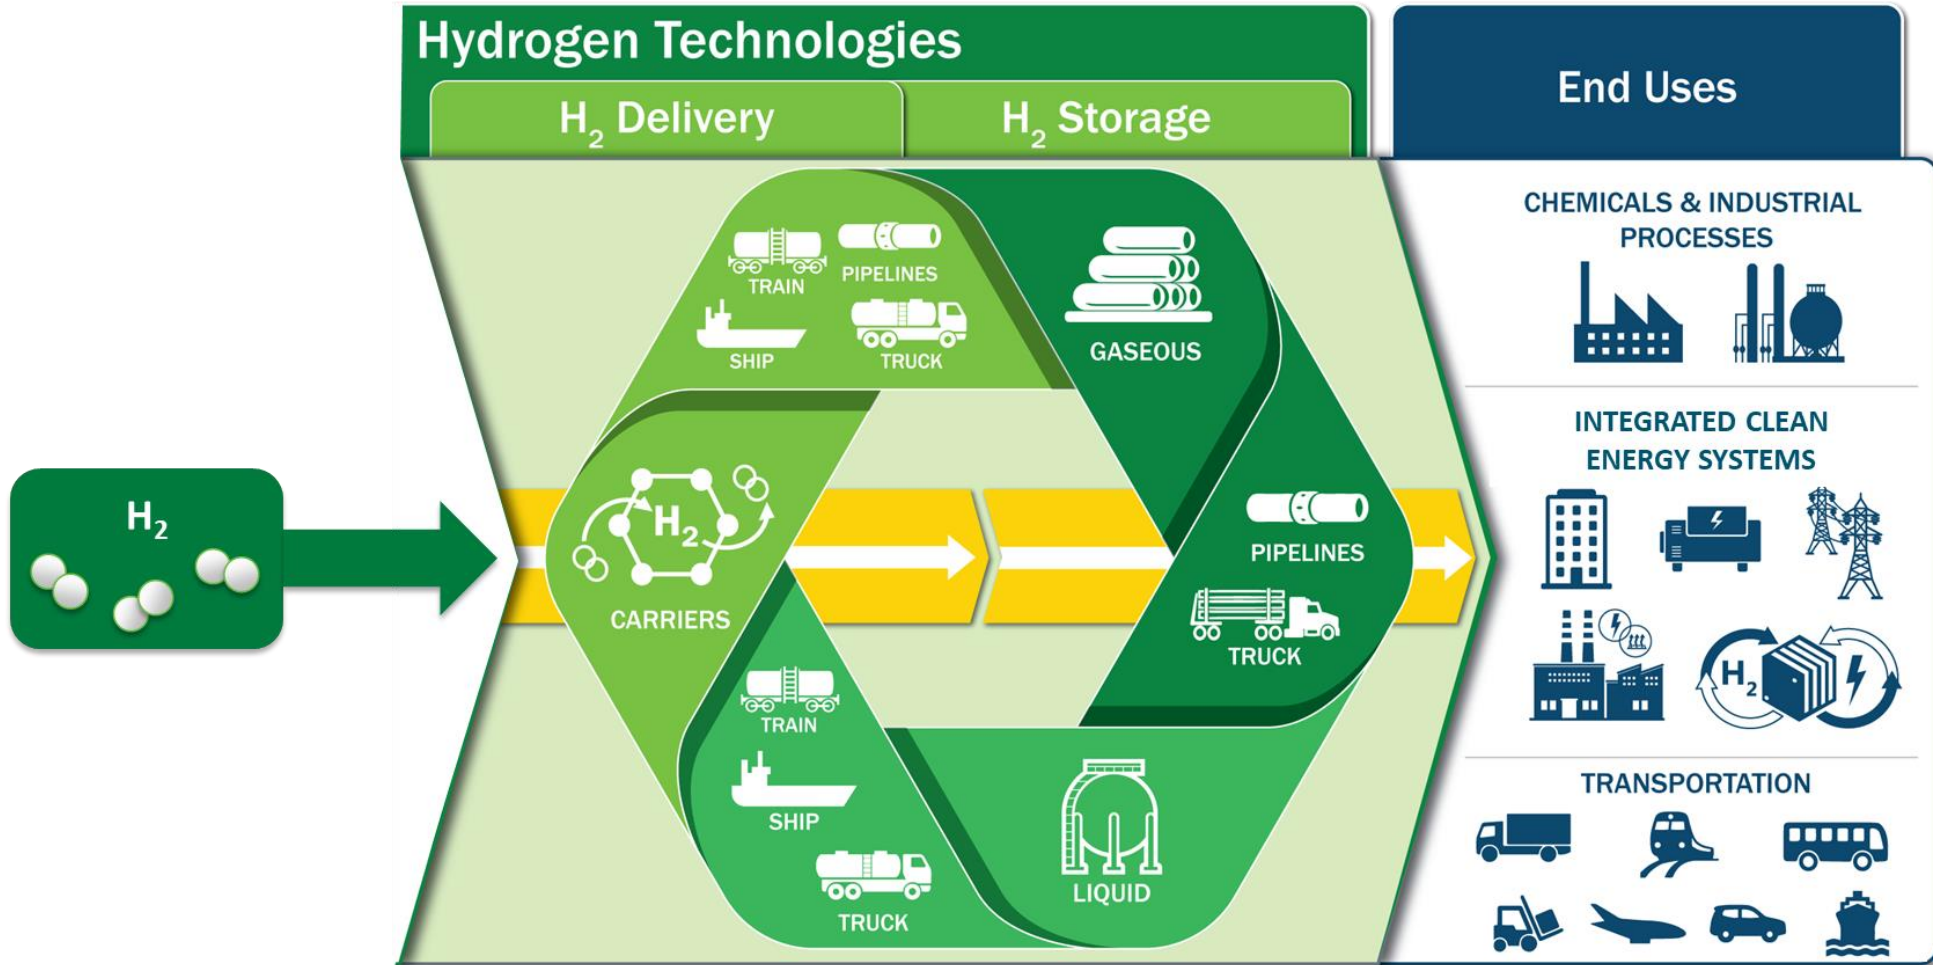 Hydrogen Technologies
H₂ Delivery
H₂ Storage
End Uses
H₂
TRAIN
PIPELINES
SHIP
TRUCK
GASEOUS
H₂
CARRIERS
PIPELINES
TRUCK
TRAIN
SHIP
TRUCK
LIQUID
CHEMICALS & INDUSTRIAL
PROCESSES
INTEGRATED CLEAN
ENERGY SYSTEMS
H₂
TRANSPORTATION